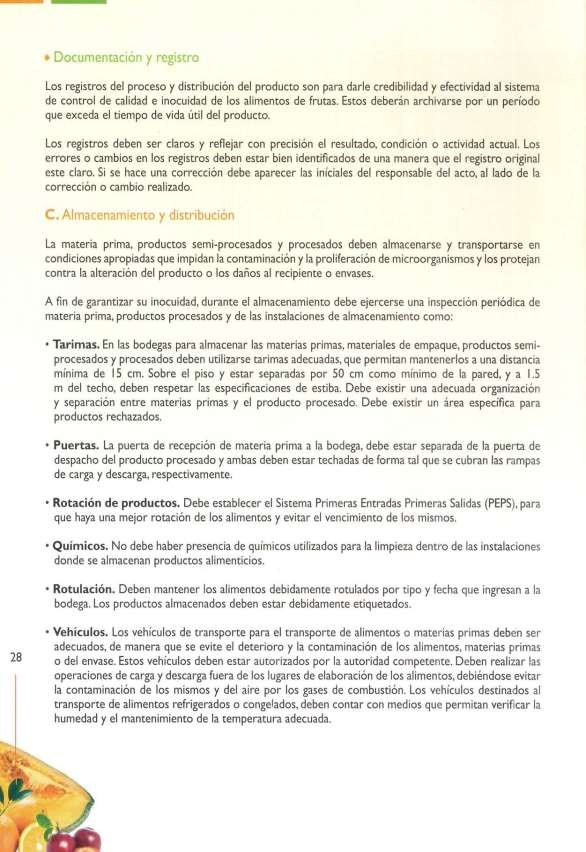 ♦ Documentación y registro
Los registros del proceso y distribución del producto son para darle credibilidad y efectividad al sistema
de control de calidad e inocuidad de los alimentos de frutas. Estos deberán archivarse por un período
que exceda el tiempo de vida útil del producto.
Los registros deben ser claros y reflejar con precisión el resultado, condición o actividad actual. Los
errores o cambios en los registros deben estar bien identificados de una manera que el registro original
este claro. Si se hace una corrección debe aparecer las iníciales del responsable del acto, al lado de la
corrección o cambio realizado.
C. Almacenamiento y distribución
La materia prima, productos semi-procesados y procesados deben almacenarse y transportarse en
condiciones apropiadas que impidan la contaminación y la proliferación de microorganismos y los protejan
contra la alteración del producto o los daños al recipiente o envases.
A fin de garantizar su inocuidad, durante el almacenamiento debe ejercerse una inspección periódica de
materia prima, productos procesados y de las instalaciones de almacenamiento como:
• Tarimas. En las bodegas para almacenar las materias primas, materiales de empaque, productos semi-
procesados y procesados deben utilizarse tarimas adecuadas, que permitan mantenerlos a una distancia
mínima de 15 cm. Sobre el piso y estar separadas por 50 cm como mínimo de la pared, y a 1.5
m del techo, deben respetar las especificaciones de estiba. Debe existir una adecuada organización
y separación entre materias primas y el producto procesado. Debe existir un área específica para
productos rechazados.
• Puertas. La puerta de recepción de materia prima a la bodega, debe estar separada de la puerta de
despacho del producto procesado y ambas deben estar techadas de forma tal que se cubran las rampas
de carga y descarga, respectivamente.
• Rotación de productos. Debe establecer el Sistema Primeras Entradas Primeras Salidas (PEPS), para
que haya una mejor rotación de los alimentos y evitar el vencimiento de los mismos.
• Químicos. No debe haber presencia de químicos utilizados para la limpieza dentro de las instalaciones
donde se almacenan productos alimenticios.
• Rotulación. Deben mantener los alimentos debidamente rotulados por tipo y fecha que ingresan a la
bodega. Los productos almacenados deben estar debidamente etiquetados.
• Vehículos. Los vehículos de transporte para el transporte de alimentos o materias primas deben ser
adecuados, de manera que se evite el deterioro y la contaminación de los alimentos, materias primas
o del envase. Estos vehículos deben estar autorizados por la autoridad competente. Deben realizar las
operaciones de carga y descarga fuera de los lugares de elaboración de los alimentos, debiéndose evitar
la contaminación de los mismos y del aire por los gases de combustión. Los vehículos destinados al
transporte de alimentos refrigerados o congelados, deben contar con medios que permitan verificar la
humedad y el mantenimiento de la temperatura adecuada.
28